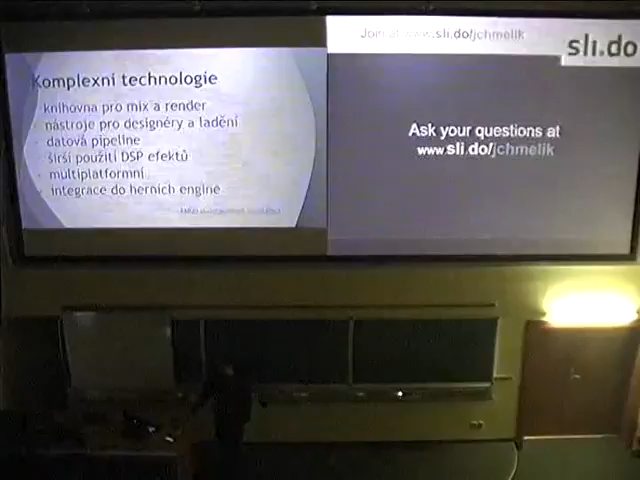 Komplexní technologie
knihovna pro mix a render
nástroje pro designéry a ladění
datová pipeline
širší použití DSP efektů
multiplatformní
integrace do herních engine
Join at www.sli.do/jchmelik
sli.do
Ask your questions at
www.sli.do/jchmelik